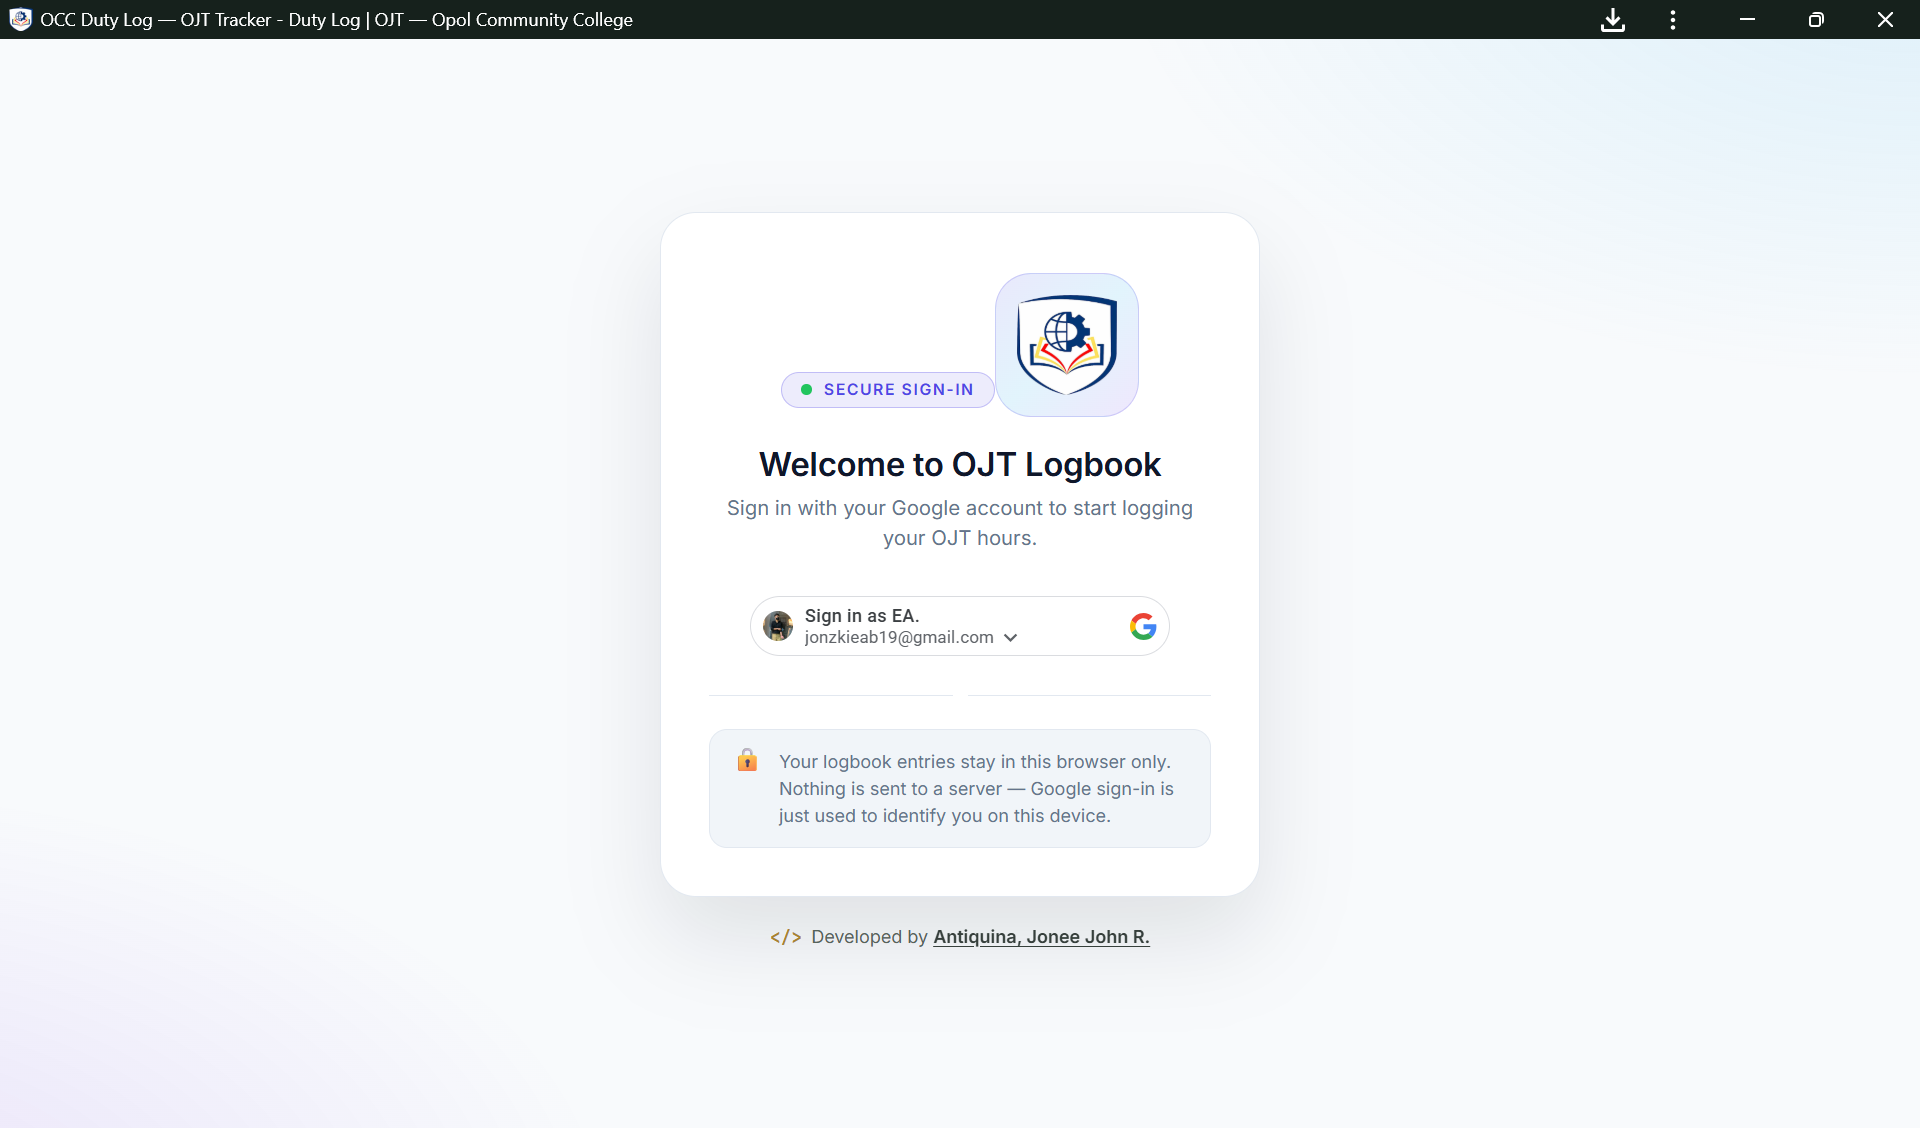 OCC Duty Log — OJT Tracker - Duty Log | OJT — Opol Community College
SECURE SIGN-IN
Welcome to OJT Logbook
Sign in with your Google account to start logging
your OJT hours.
Sign in as EA.
jonzkieab19@gmail.com
Your logbook entries stay in this browser only.
Nothing is sent to a server — Google sign-in is
just used to identify you on this device.
</> Developed by Antiquina, Jonee John R.